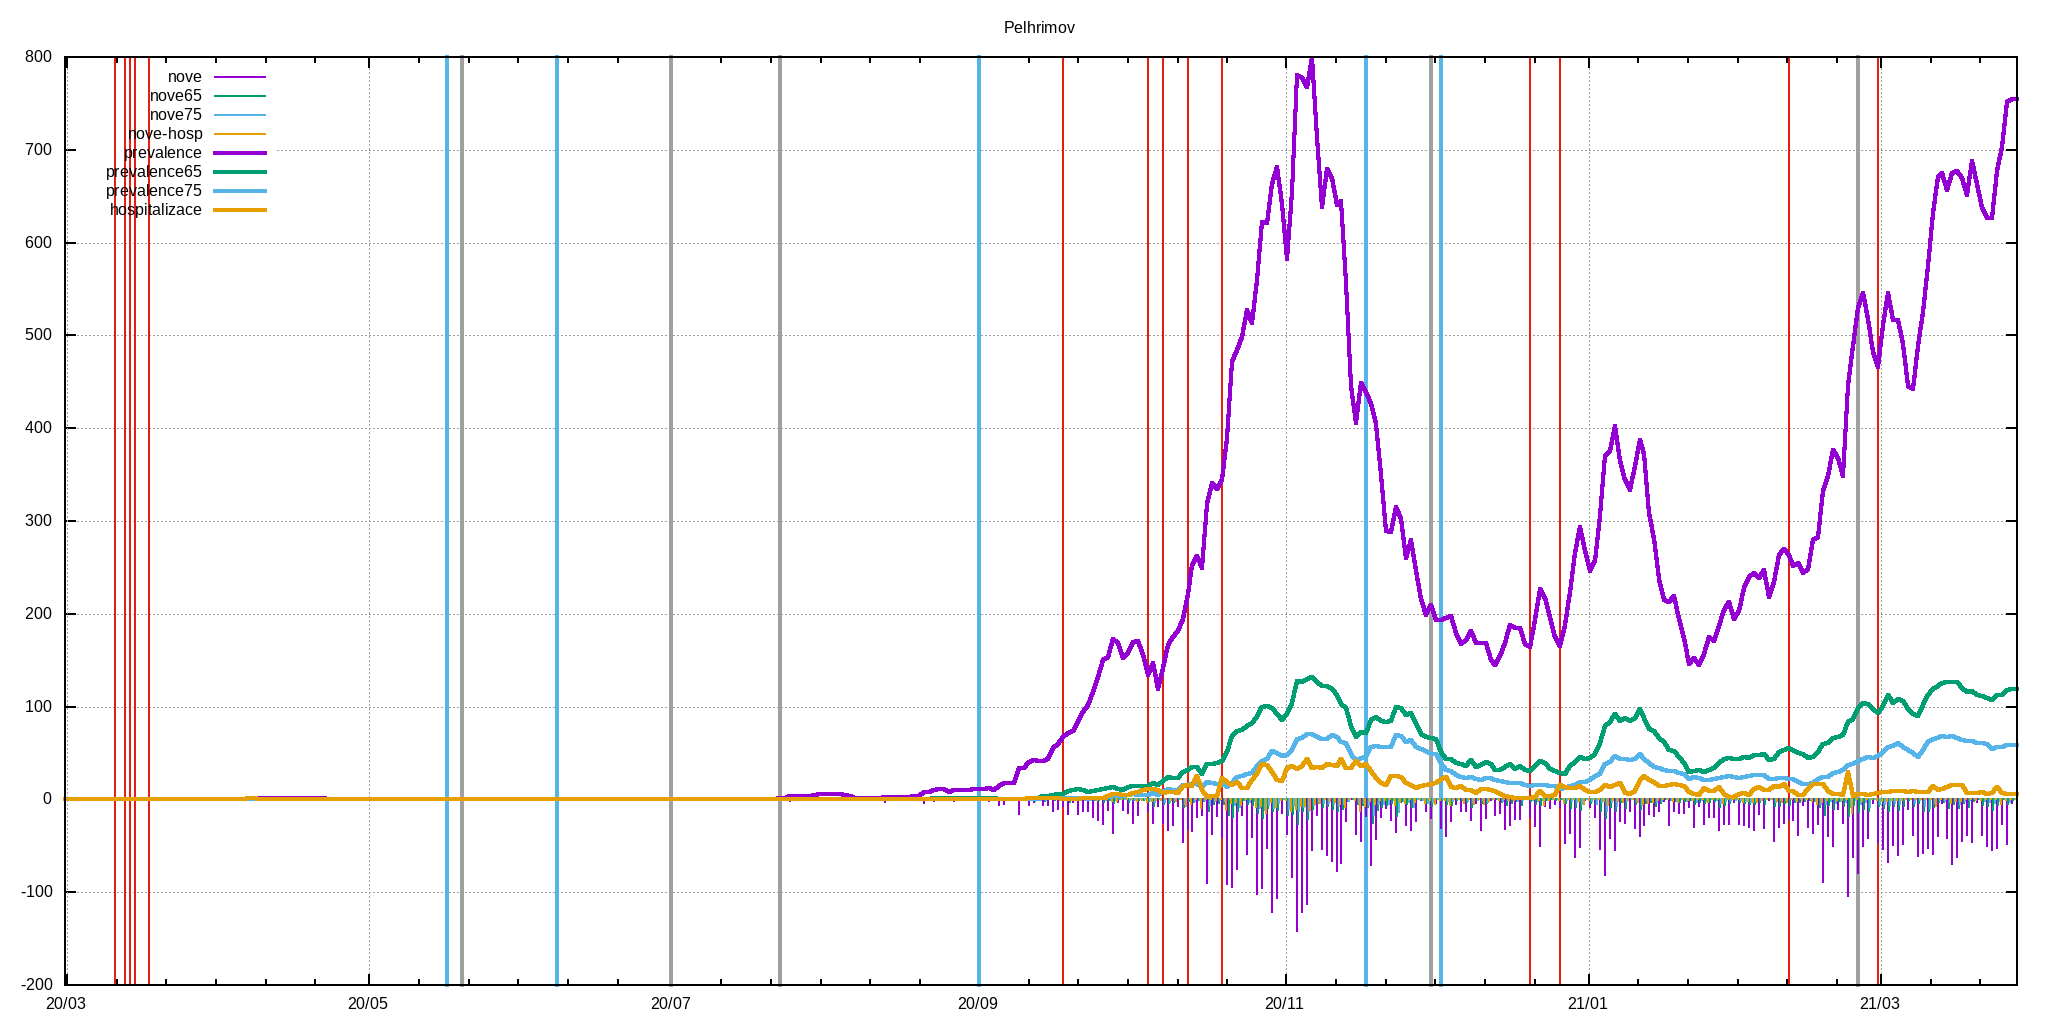 Pelhrimov
800
700
600
500
400
300
200
100
0
-100
-200
nove
nove65
nove75
nove-hosp
prevalence
prevalence65
prevalence75
hospitalizace
20/03 20/05 20/07 20/09 20/11 21/01 21/03